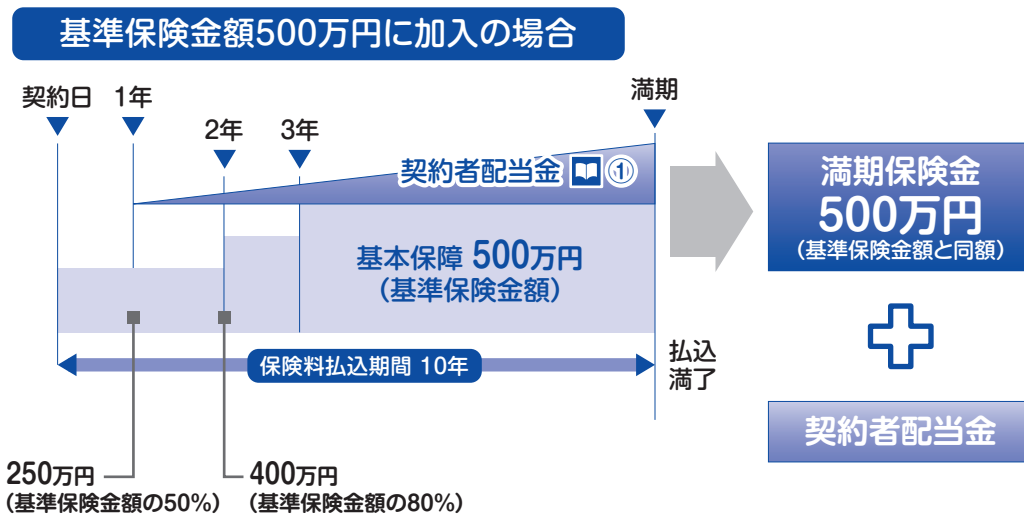 基準保険金額500万円に加入の場合
契約日
1年
2年
3年
満期
契約者配当金 ①
基本保障 500万円
(基準保険金額)
保険料払込期間 10年
払込
満了
250万円
(基準保険金額の50%)
400万円
(基準保険金額の80%)
満期保険金
500万円
(基準保険金額と同額)
契約者配当金